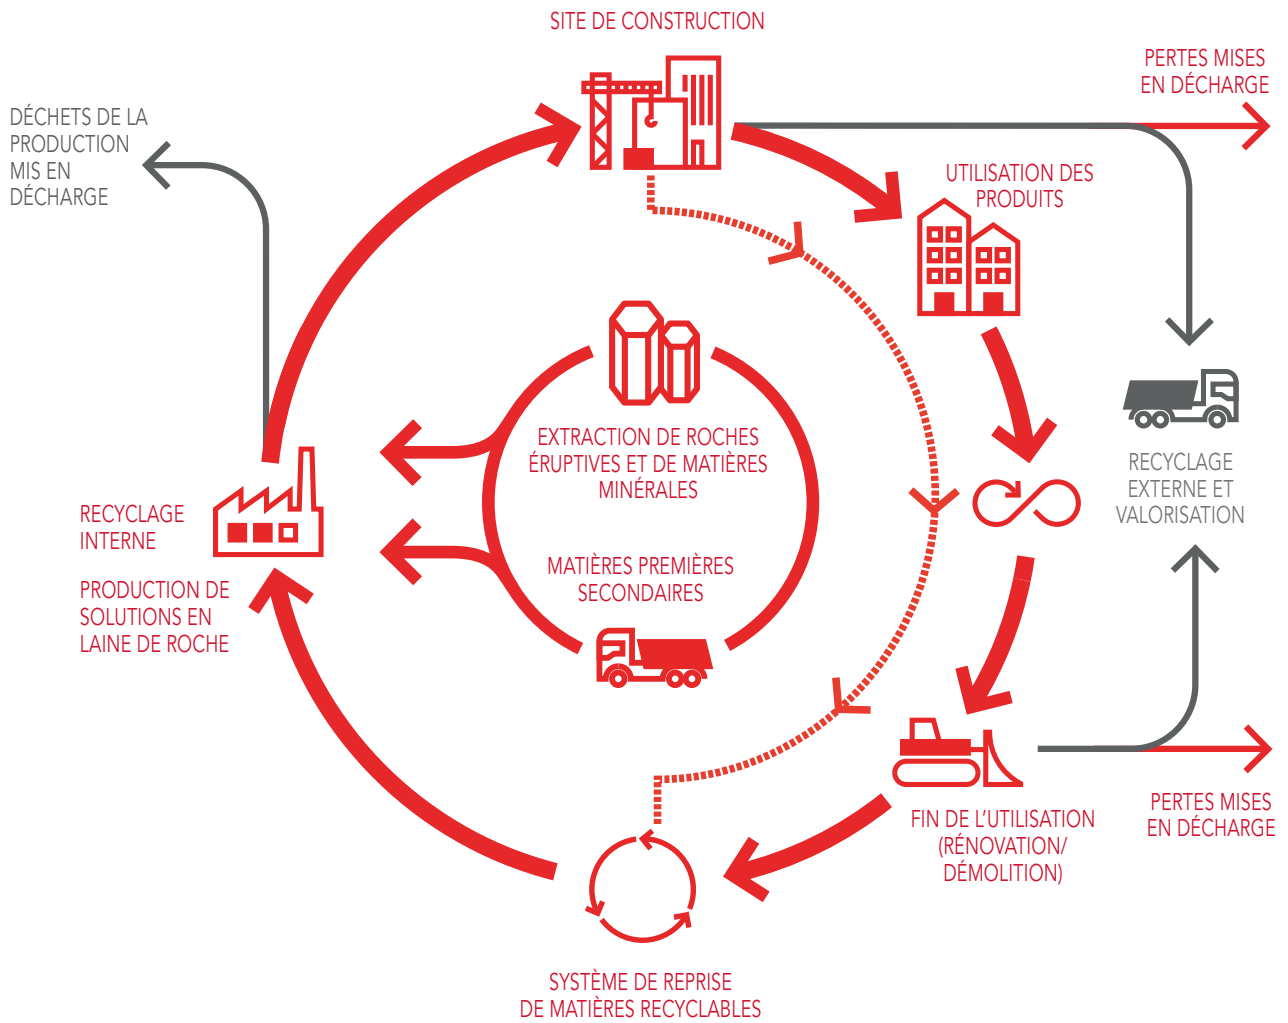 SITE DE CONSTRUCTION
PERTES MISES
EN DÉCHARGE
DÉCHETS DE LA
PRODUCTION
MIS EN
DÉCHARGE
UTILISATION DES
PRODUITS
EXTRACTION DE ROCHES
ÉRUPTIVES ET DE MATIÈRES
MINÉRALES
RECYCLAGE
EXTERNE ET
VALORISATION
RECYCLAGE
INTERNE
MATIÈRES PREMIÈRES
SECONDAIRES
PRODUCTION DE
SOLUTIONS EN
LAINE DE ROCHE
PERTES MISES
EN DÉCHARGE
FIN DE L’UTILISATION
(RÉNOVATION/
DÉMOLITION)
SYSTÈME DE REPRISE
DE MATIÈRES RECYCLABLES